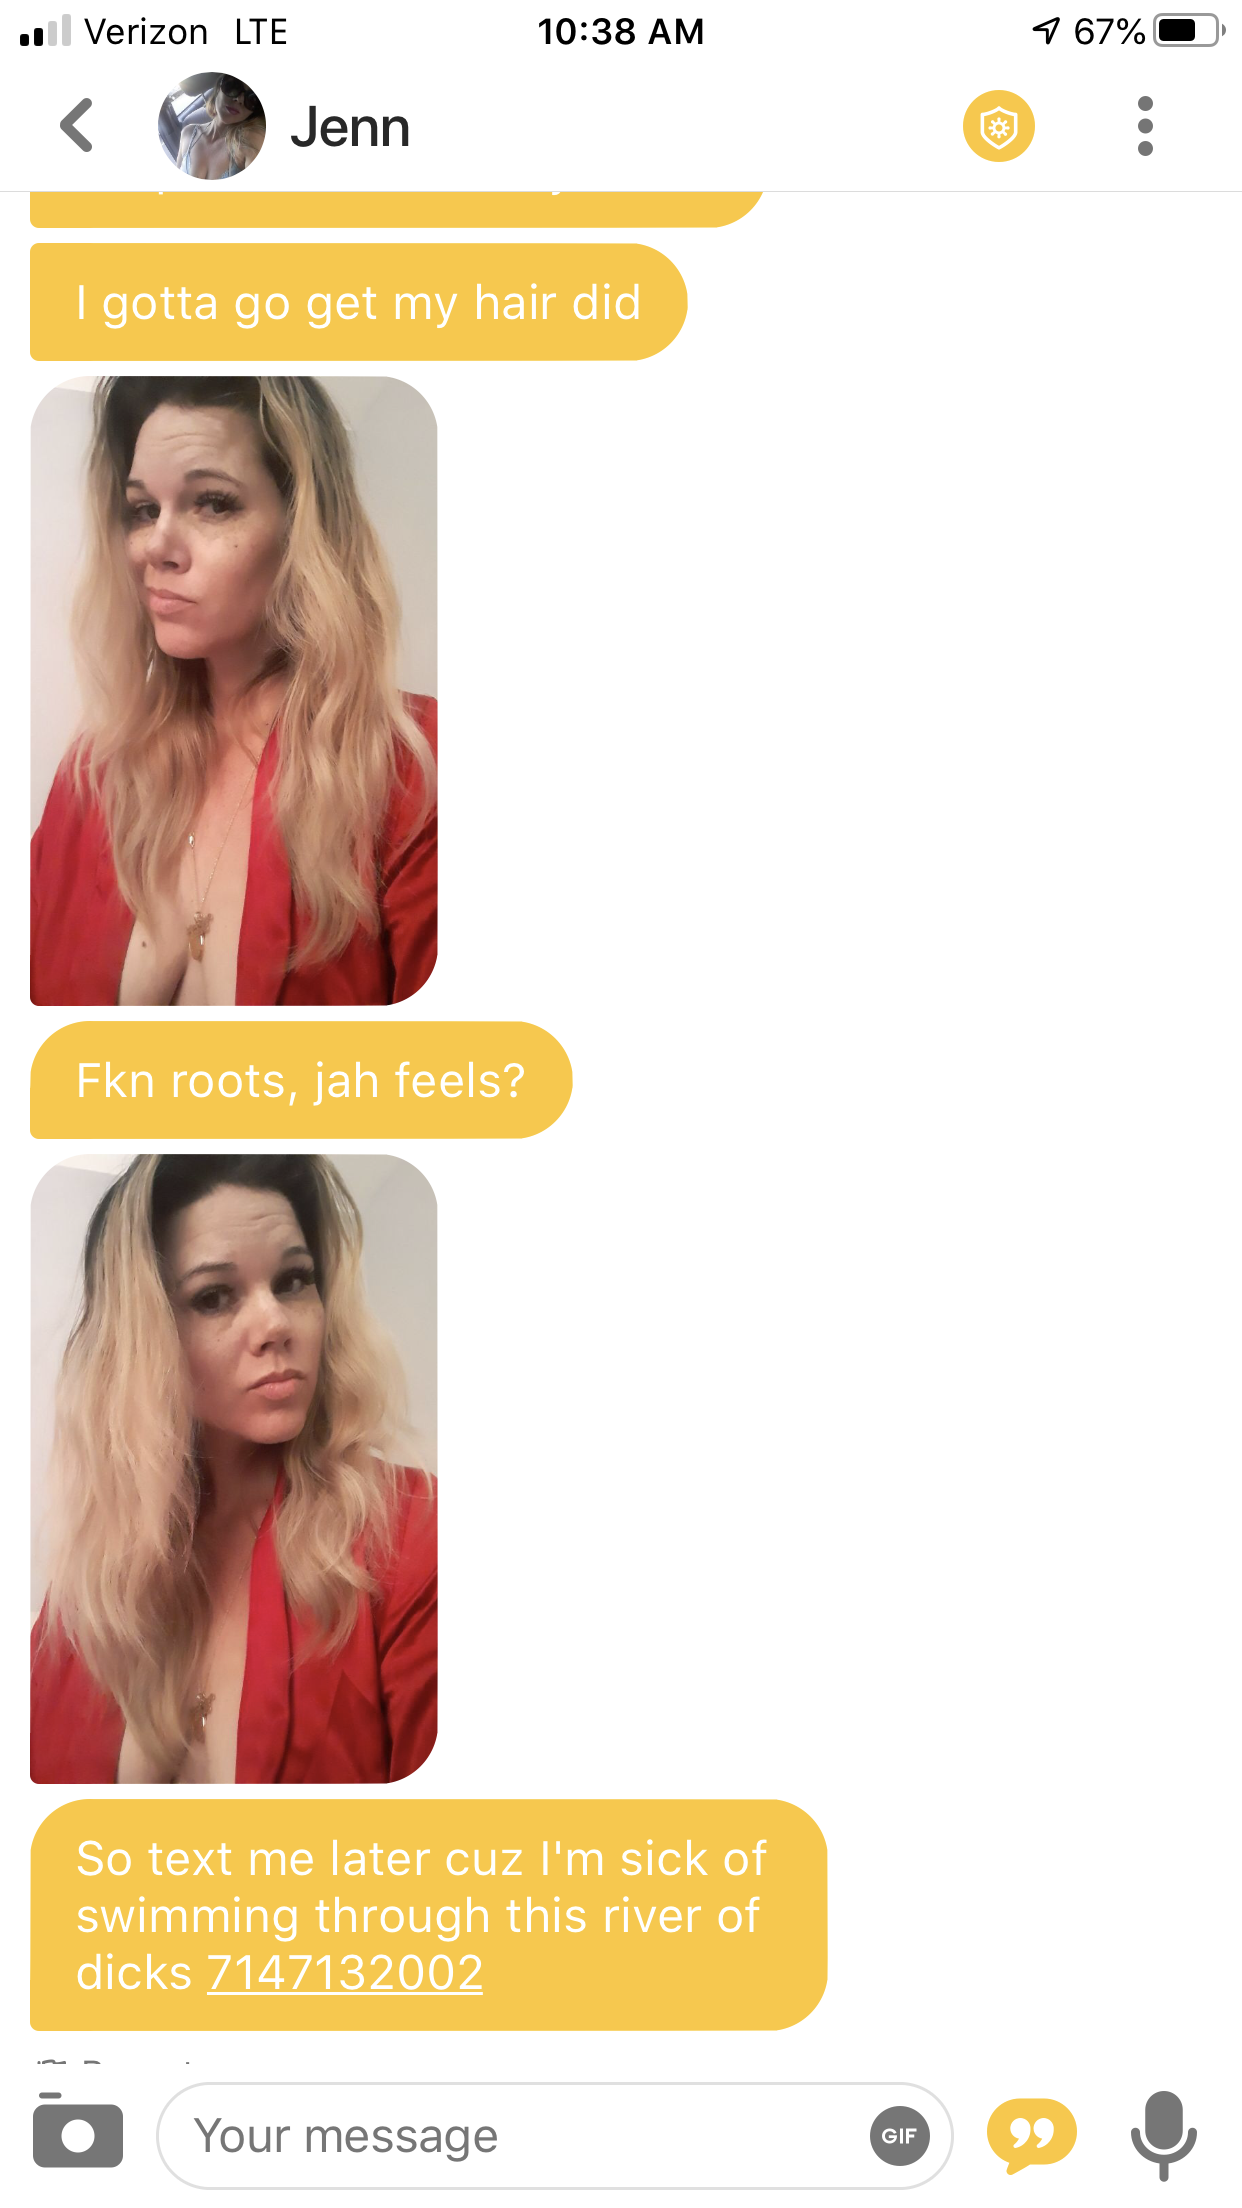 Verizon LTE 10:38 AM 67%
Jenn
I gotta go get my hair did
Fkn roots, jah feels?
So text me later cuz I'm sick of
swimming through this river of
dicks 7147132002
Your message GIF